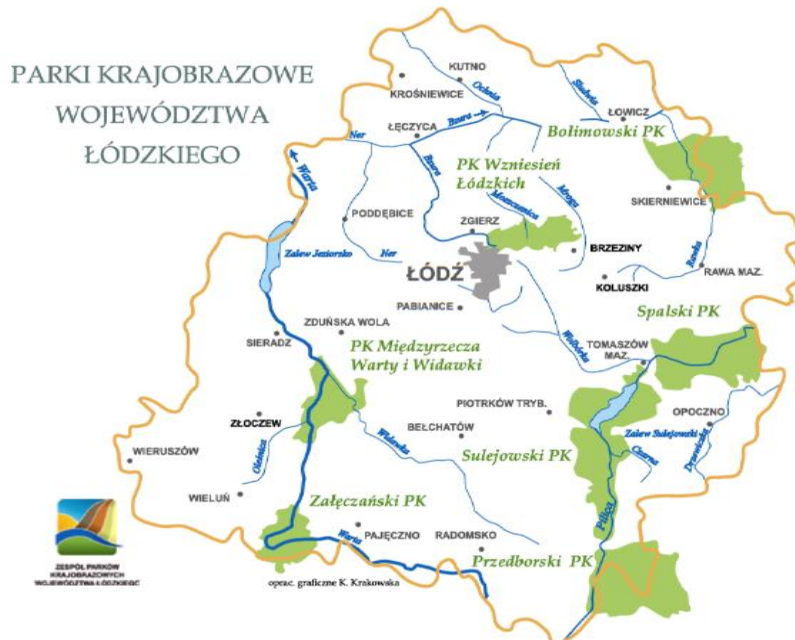 PARKI KRAJOBRAZOWE
WOJEWÓDZTWA
ŁÓDZKIEGO
KUTNO
KROŚNIEWICE
Ochnia
Słudwia
ŁOWICZ
Bzura
ŁĘCZYCA
Ner
Bolimowski PK
Warta
Bzura
PK Wzniesień
Łódzkich
Moszczenica
Mroga
SKIERNIEWICE
PODDĘBICE
ZGIERZ
BRZEZINY
Zalew Jeziorsko
Ner
ŁÓDŹ
KOLUSZKI
Rawka
RAWA MAZ.
PABIANICE
Spalski PK
ZDUŃSKA WOLA
SIERADZ
PK Międzyrzecza
Warty i Widawki
Wolbórka
TOMASZÓW
MAZ.
ZŁOCZEW
PIOTRKÓW TRYB.
OPOCZNO
BEŁCHATÓW
Widawka
Zalew Sulejowski
WIERUSZÓW
Oleśnica
Sulejowski PK
Czarna
Drzewiczka
WIELUŃ
Załęczański PK
Pilica
PAJĘCZNO
RADOMSKO
Warta
Przedborski PK
ZESPÓŁ PARKÓW
KRAJOBRAZOWYCH
WOJEWÓDZTWA ŁÓDZKIEGO
oprac. graficzne K. Krakowska